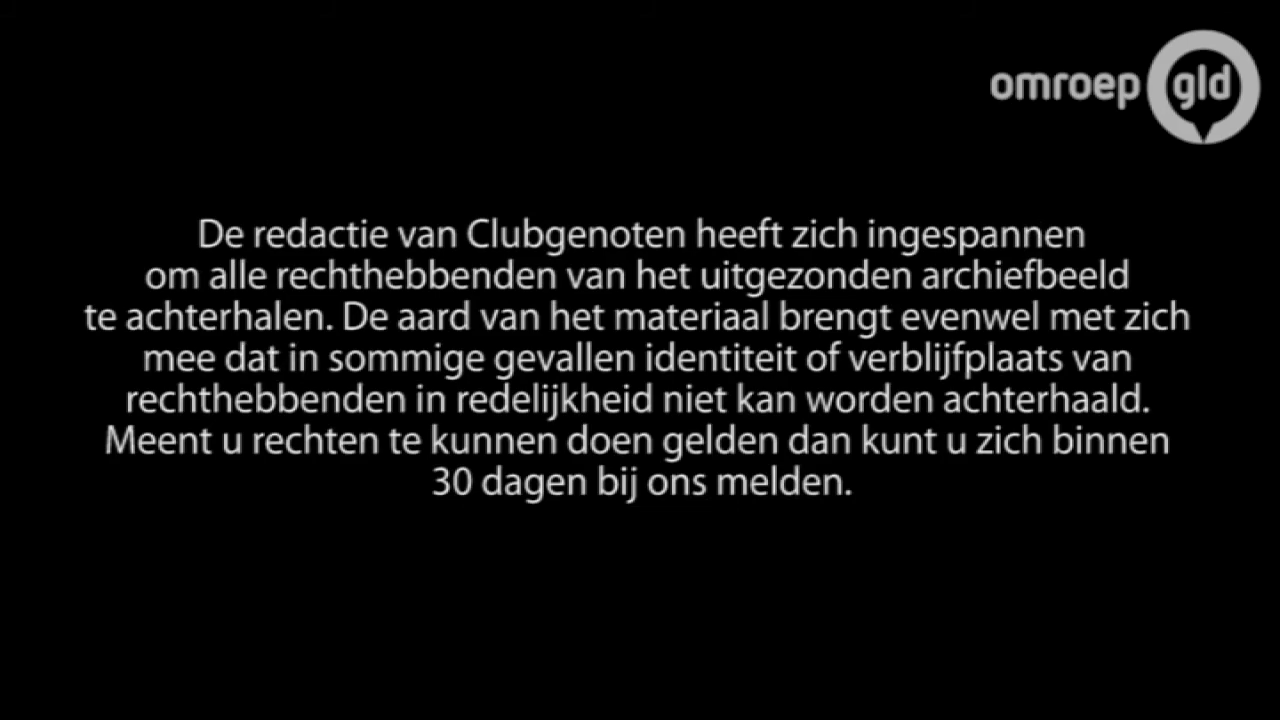 omroep gld
De redactie van Clubgenoten heeft zich ingespannen
om alle rechthebbenden van het uitgezonden archiefbeeld
te achterhalen. De aard van het materiaal brengt evenwel met zich
mee dat in sommige gevallen identiteit of verblijfplaats van
rechthebbenden in redelijkheid niet kan worden achterhaald.
Meent u rechten te kunnen doen gelden dan kunt u zich binnen
30 dagen bij ons melden.